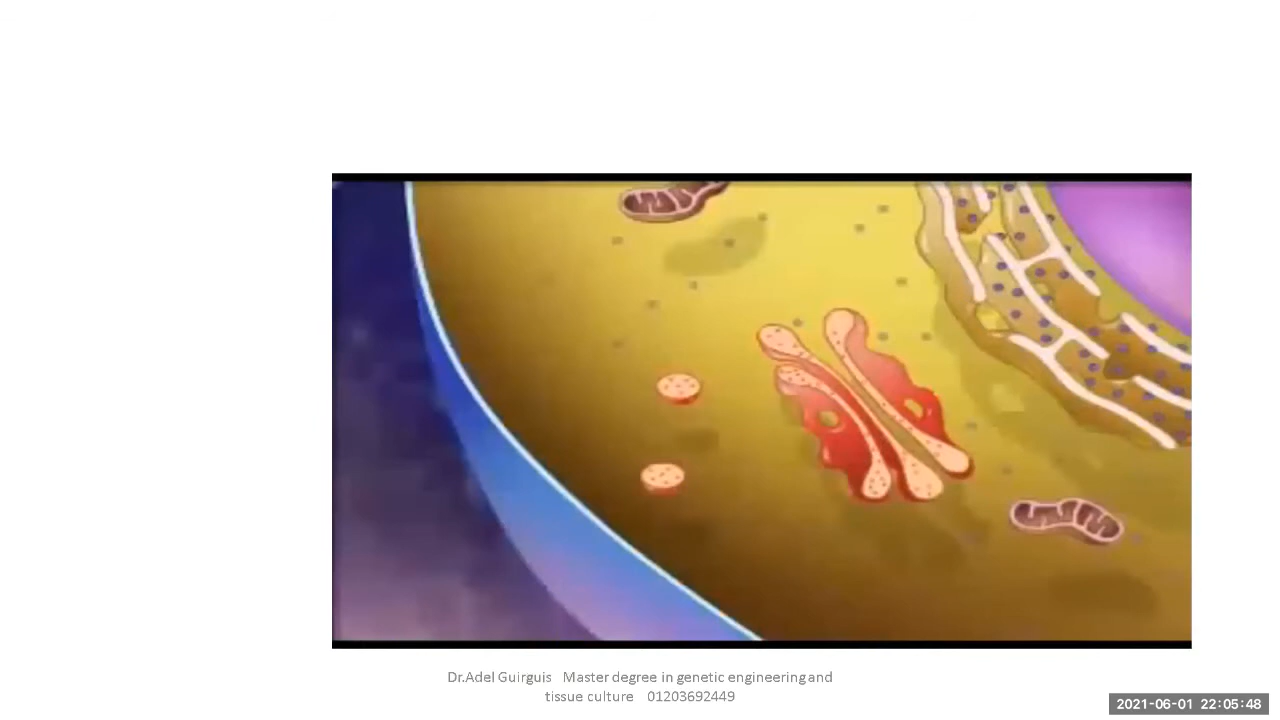 Dr.Adel Guirguis Master degree in genetic engineering and
tissue culture 01203692449
2021-06-01 22:05:48